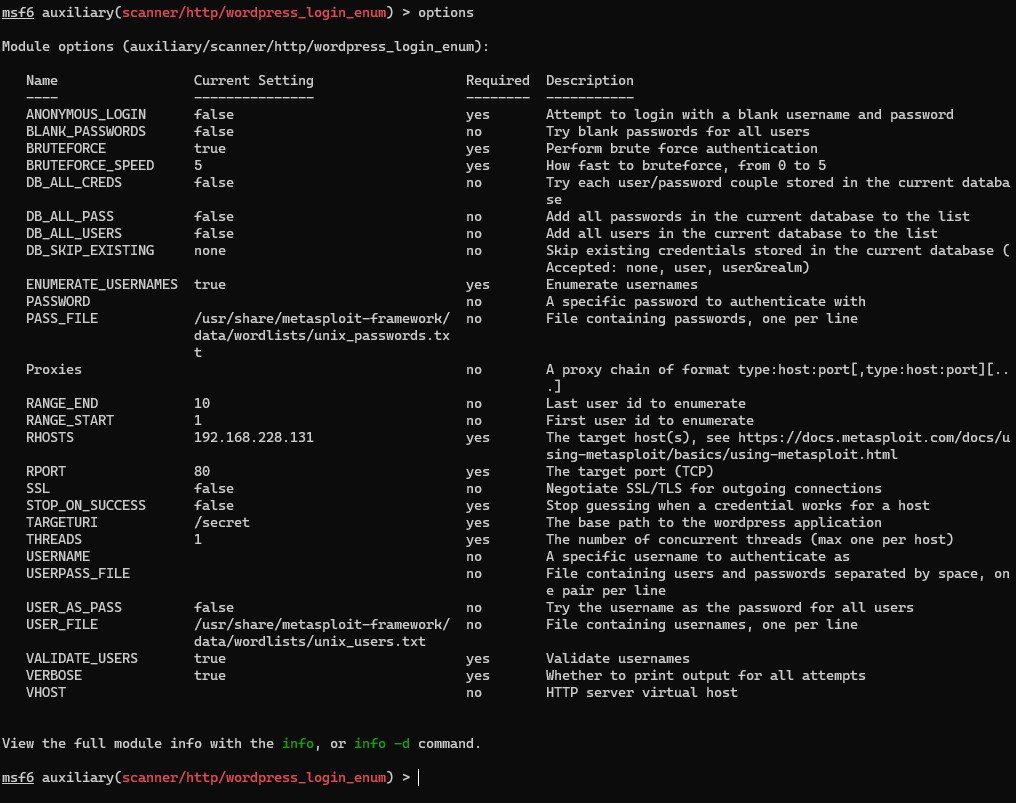 msf6 auxiliary(scanner/http/wordpress_login_enum) > options
Module options (auxiliary/scanner/http/wordpress_login_enum):
Name Current Setting Required Description
---- --------------- -------- -----------
ANONYMOUS_LOGIN false yes Attempt to login with a blank username and password
BLANK_PASSWORDS false no Try blank passwords for all users
BRUTEFORCE true yes Perform brute force authentication
BRUTEFORCE_SPEED 5 yes How fast to bruteforce, from 0 to 5
DB_ALL_CREDS false no Try each user/password couple stored in the current databa
se
DB_ALL_PASS false no Add all passwords in the current database to the list
DB_ALL_USERS false no Add all users in the current database to the list
DB_SKIP_EXISTING none no Skip existing credentials stored in the current database (
Accepted: none, user, user&realm)
ENUMERATE_USERNAMES true yes Enumerate usernames
PASSWORD no A specific password to authenticate with
PASS_FILE /usr/share/metasploit-framework/ no File containing passwords, one per line
data/wordlists/unix_passwords.tx
t
Proxies no A proxy chain of format type:host:port[,type:host:port][..
.]
RANGE_END 10 no Last user id to enumerate
RANGE_START 1 no First user id to enumerate
RHOSTS 192.168.228.131 yes The target host(s), see https://docs.metasploit.com/docs/u
sing-metasploit/basics/using-metasploit.html
RPORT 80 yes The target port (TCP)
SSL false no Negotiate SSL/TLS for outgoing connections
STOP_ON_SUCCESS false yes Stop guessing when a credential works for a host
TARGETURI /secret yes The base path to the wordpress application
THREADS 1 yes The number of concurrent threads (max one per host)
USERNAME no A specific username to authenticate as
USERPASS_FILE no File containing users and passwords separated by space, on
e pair per line
USER_AS_PASS false no Try the username as the password for all users
USER_FILE /usr/share/metasploit-framework/ no File containing usernames, one per line
data/wordlists/unix_users.txt
VALIDATE_USERS true yes Validate usernames
VERBOSE true yes Whether to print output for all attempts
VHOST no HTTP server virtual host
View the full module info with the info, or info -d command.
msf6 auxiliary(scanner/http/wordpress_login_enum) >